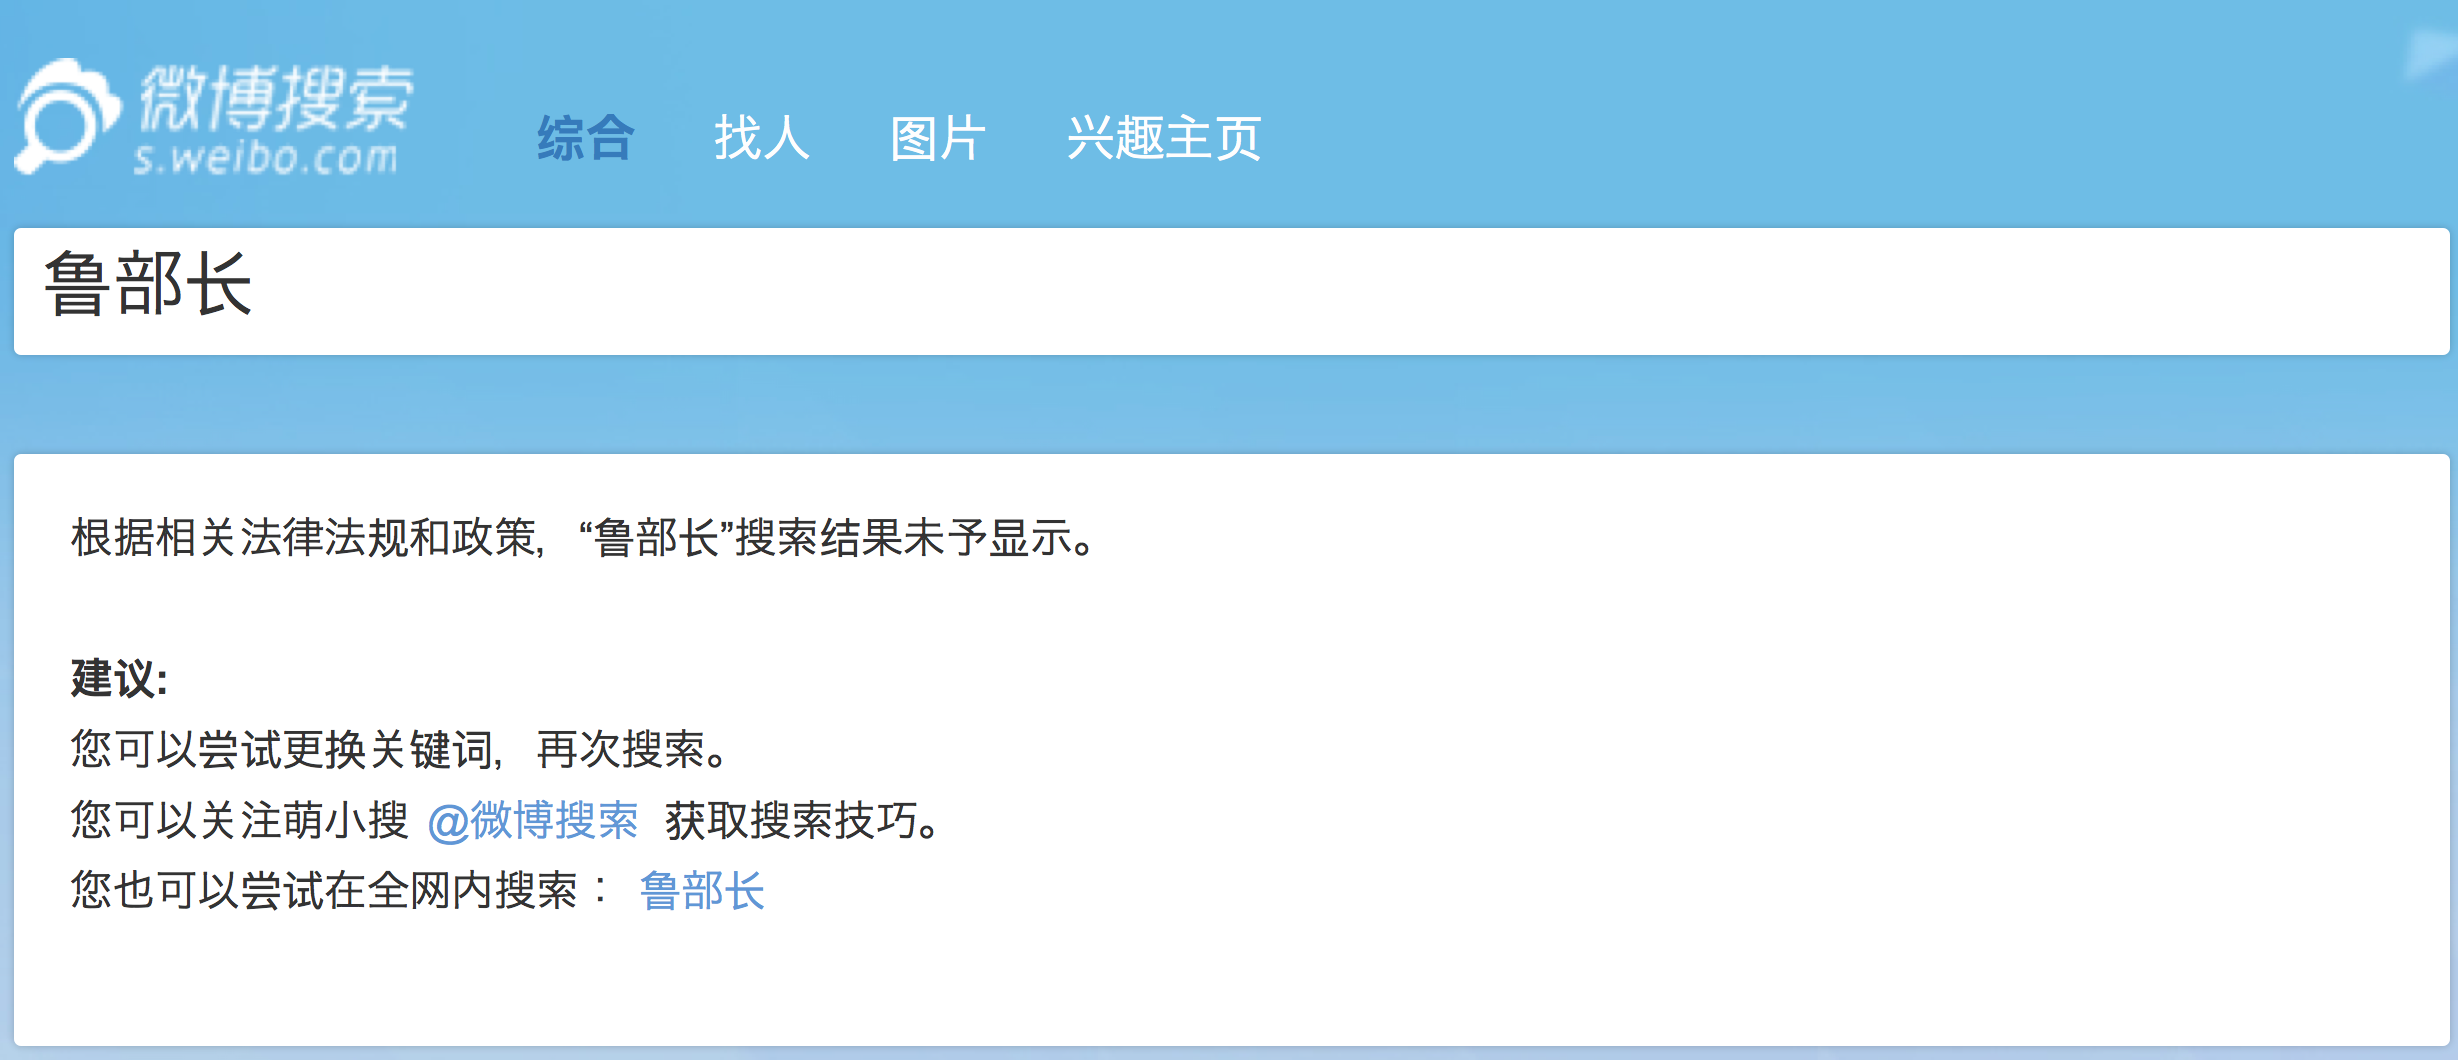 微博搜索
s.weibo.com
综合 找人 图片 兴趣主页
鲁部长
根据相关法律法规和政策，“鲁部长”搜索结果未予显示。
建议:
您可以尝试更换关键词，再次搜索。
您可以关注萌小搜 @微博搜索 获取搜索技巧。
您也可以尝试在全网内搜索： 鲁部长